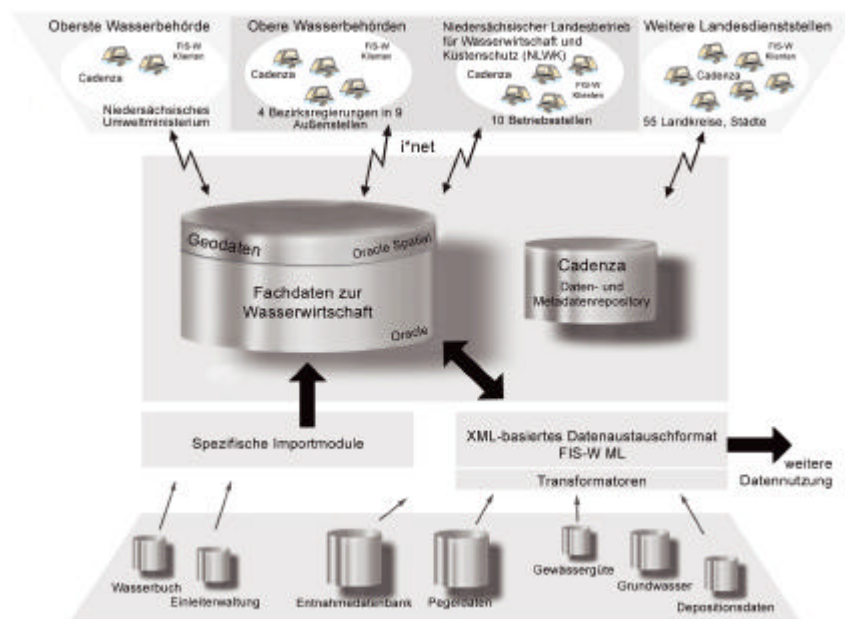 Oberste Wasserbehörde
FIS-W
Klienten
Cadenza
Niedersächsisches
Umweltministerium
Obere Wasserbehörden
FIS-W
Klienten
Cadenza
4 Bezirksregierungen in 9
Außenstellen
Niedersächsischer Landesbetrieb
für Wasserwirtschaft und
Küstenschutz (NLWK)
Cadenza
FIS-W
Klienten
10 Betriebsstellen
Weitere Landesdienststellen
FIS-W
Klienten
Cadenza
55 Landkreise, Städte
i*net
Geodaten
Oracle Spatial
Fachdaten zur
Wasserwirtschaft
Oracle
Cadenza
Daten- und
Metadatenrepository
Spezifische Importmodule
XML-basiertes Datenaustauschformat
FIS-W ML
Transformatoren
weitere
Datennutzung
Wasserbuch
Einleiterwaltung
Entnahmedatenbank
Pegeldaten
Gewässergüte
Grundwasser
Depositionsdaten